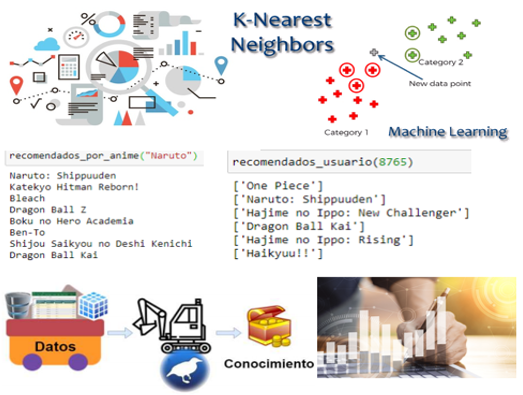 K-Nearest
Neighbors
Category 2
New data point
Category 1
Machine Learning
recomendados_por_anime("Naruto")
Naruto: Shippuuden
Katekyo Hitman Reborn!
Bleach
Dragon Ball Z
Boku no Hero Academia
Ben-To
Shijou Saikyou no Deshi Kenichi
Dragon Ball Kai
recomendados_usuario(8765)
['One Piece']
['Naruto: Shippuuden']
['Hajime no Ippo: New Challenger']
['Dragon Ball Kai']
['Hajime no Ippo: Rising']
['Haikyuu!!']
Datos
Conocimiento